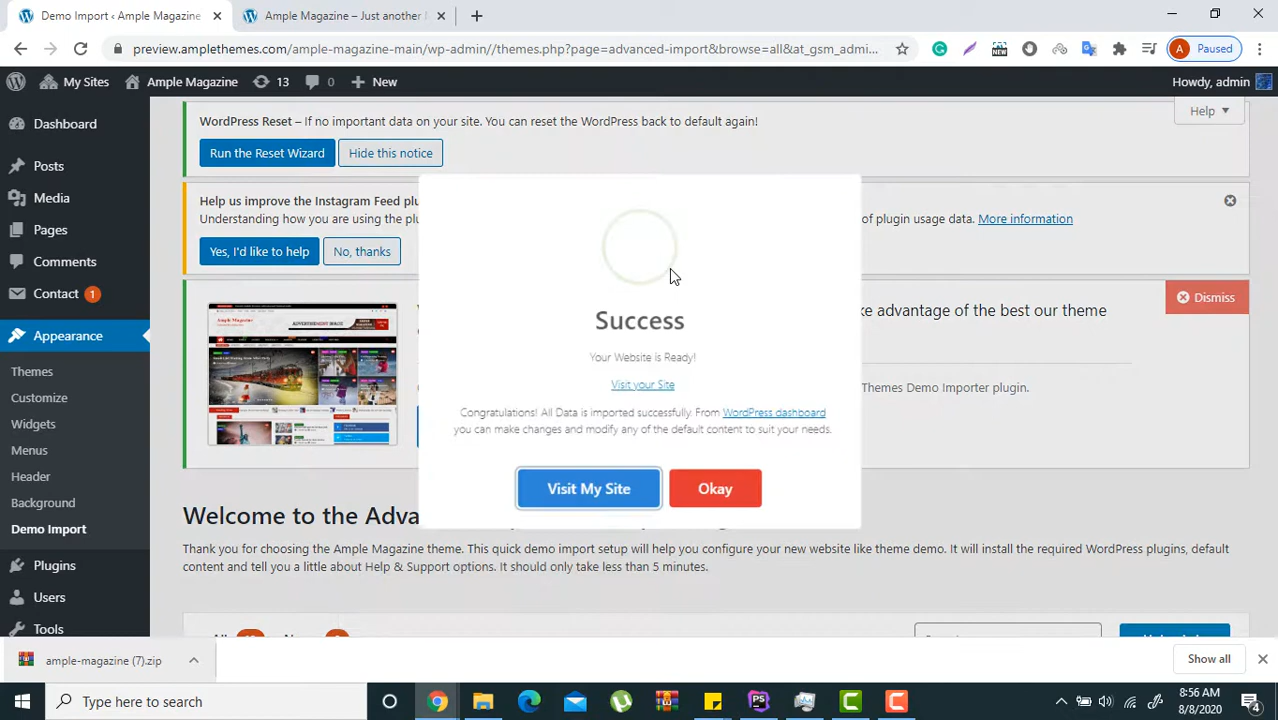 Demo Import ‹ Ample Magazine
Ample Magazine – Just another
preview.amplethemes.com/ample-magazine-main/wp-admin//themes.php?page=advanced-import&browse=all&at_gsm_admi...
A Paused
My Sites Ample Magazine 13 0 New
Howdy, admin
Help
Dashboard
Posts
Media
Pages
Comments
Contact 1
Appearance
Themes
Customize
Widgets
Menus
Header
Background
Demo Import
Plugins
Users
Tools
WordPress Reset – If no important data on your site. You can reset the WordPress back to default again!
Run the Reset Wizard Hide this notice
Help us improve the Instagram Feed
Understanding how you are using the of plugin usage data. More information
Yes, I'd like to help No, thanks
Dismiss
Ample Magazine
ke advantage of the best our theme
Themes Demo Importer plugin.
Success
Your Website is Ready!
Visit your Site
Congratulations! All Data is imported successfully. From WordPress dashboard
you can make changes and modify any of the default content to suit your needs.
Visit My Site Okay
Welcome to the
Thank you for choosing the Ample Magazine theme. This quick demo import setup will help you configure your new website like theme demo. It will install the required WordPress plugins, default
content and tell you a little about Help & Support options. It should only take less than 5 minutes.
ample-magazine (7).zip
Show all
Type here to search
8:56 AM
8/8/2020
4